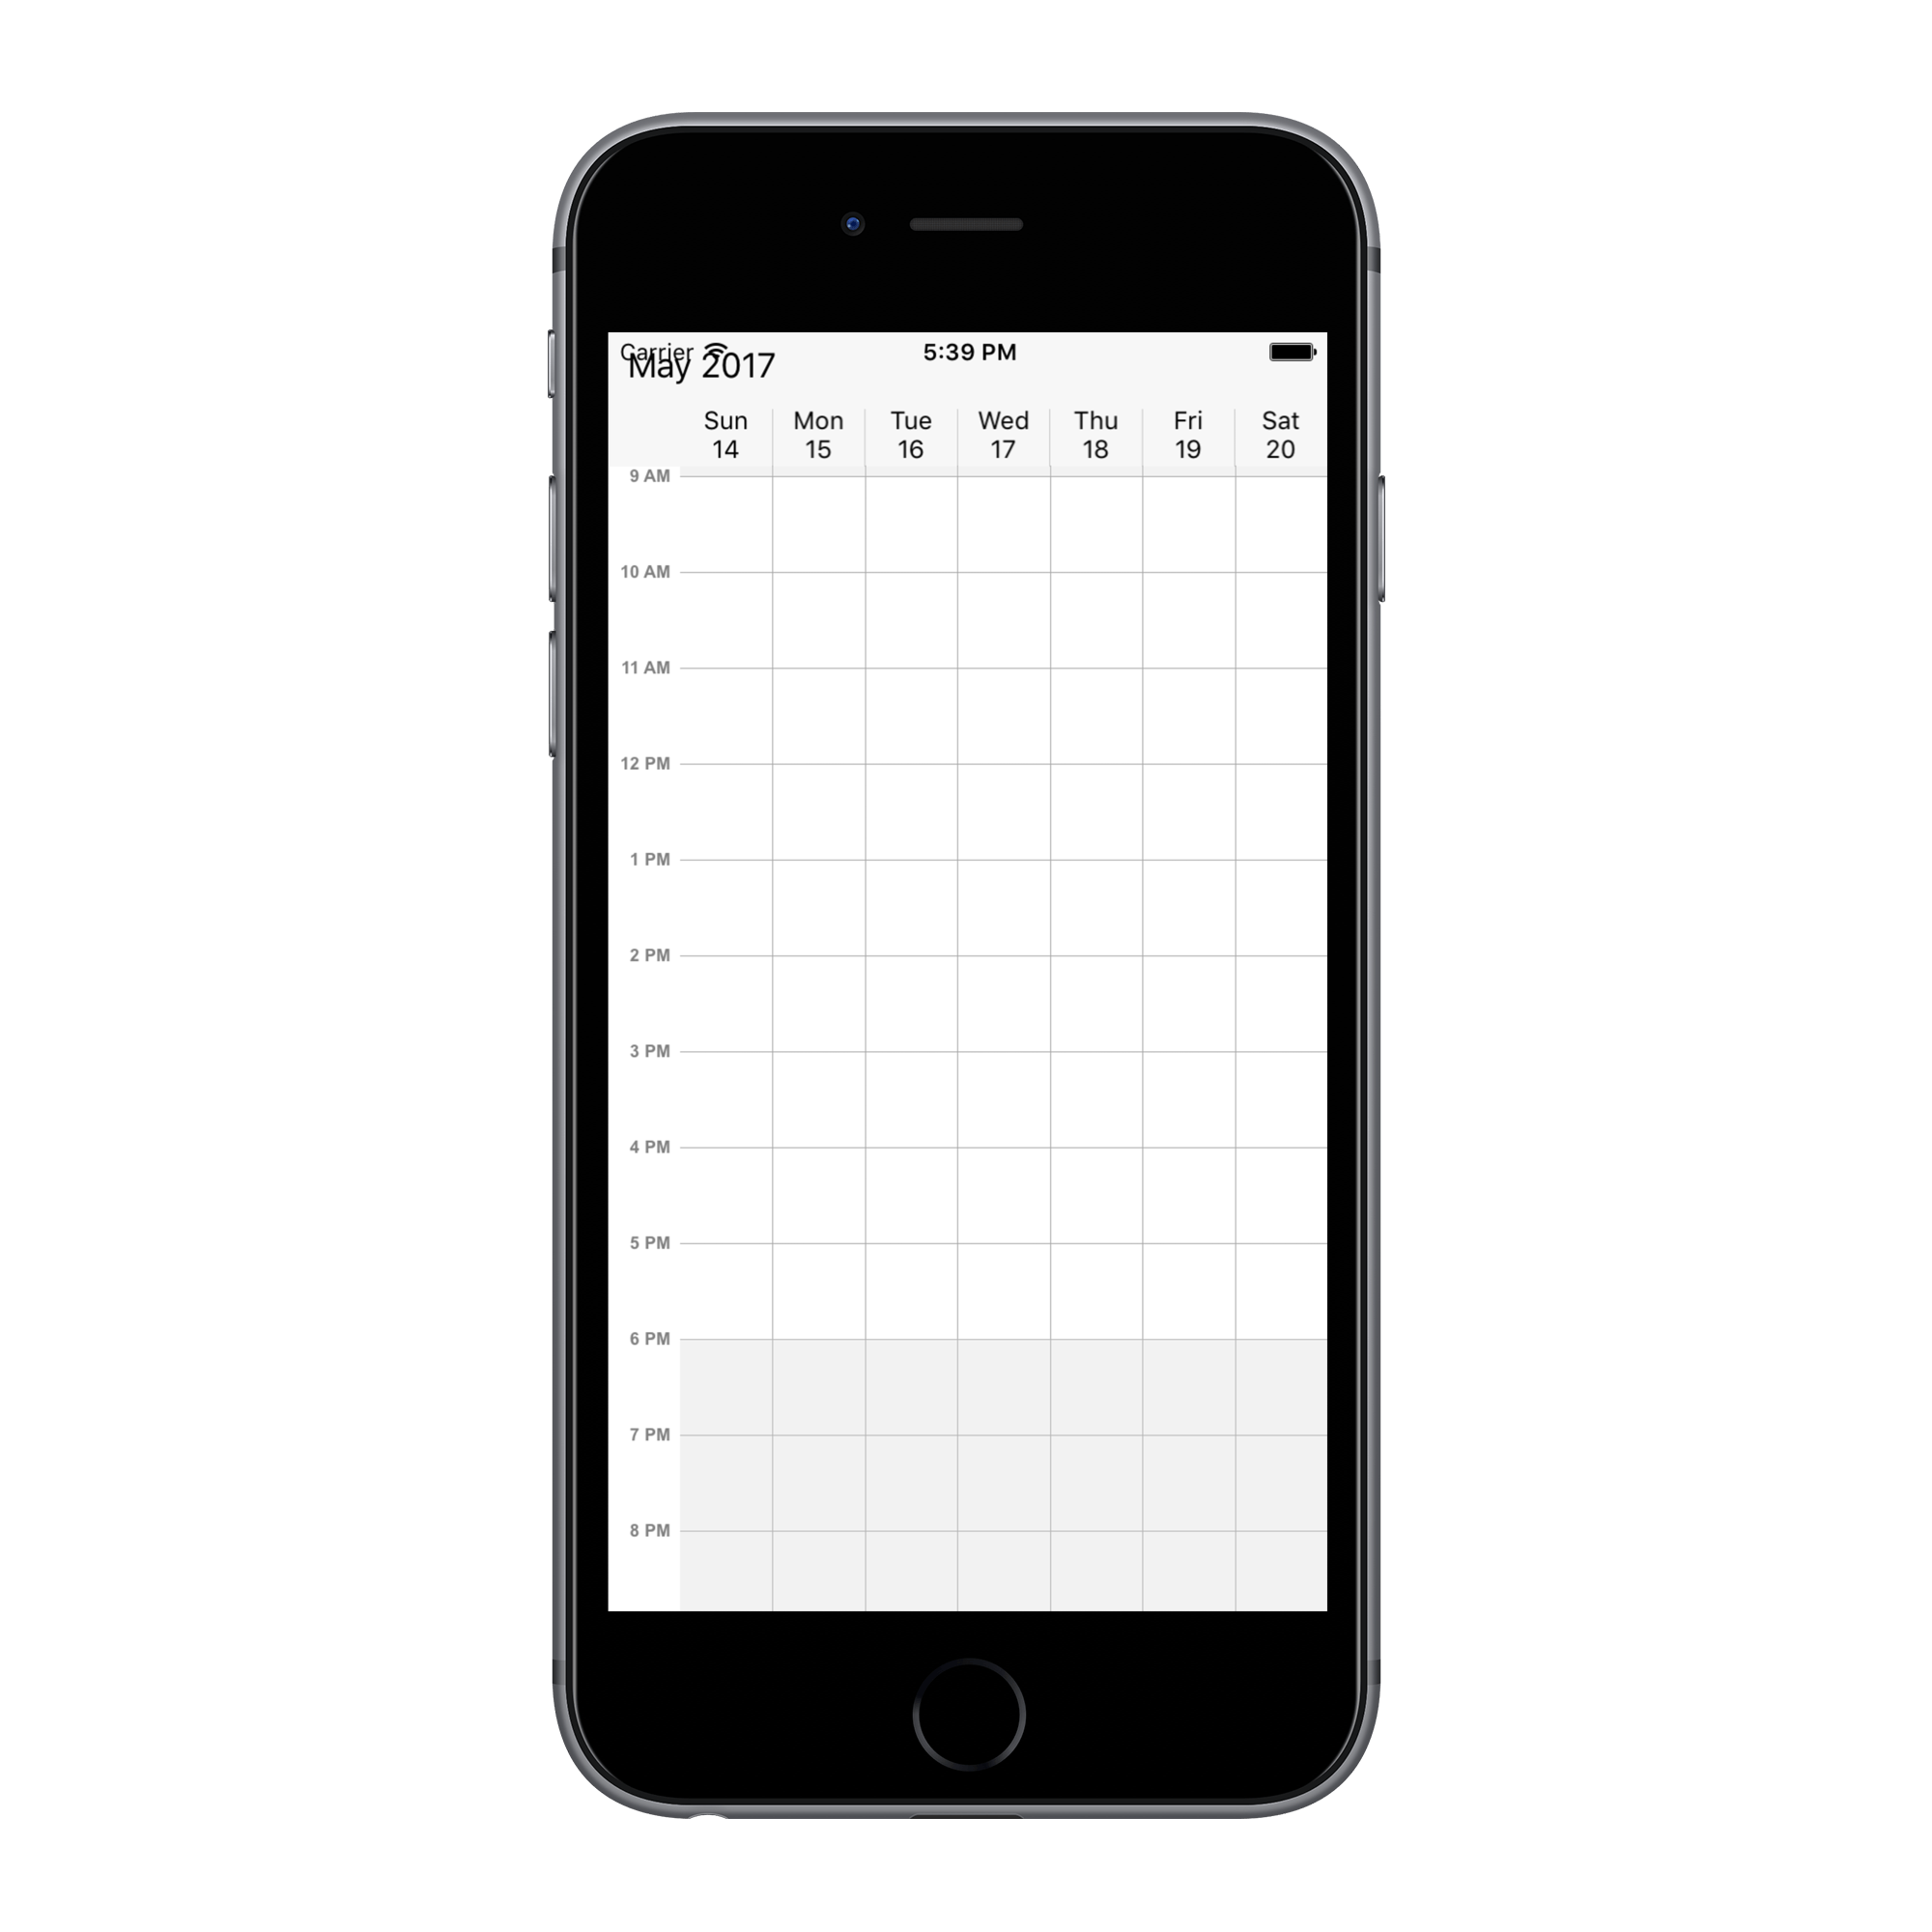 Carrier 5:39 PM
May 2017
Sun Mon Tue Wed Thu Fri Sat
14 15 16 17 18 19 20
9 AM
10 AM
11 AM
12 PM
1 PM
2 PM
3 PM
4 PM
5 PM
6 PM
7 PM
8 PM